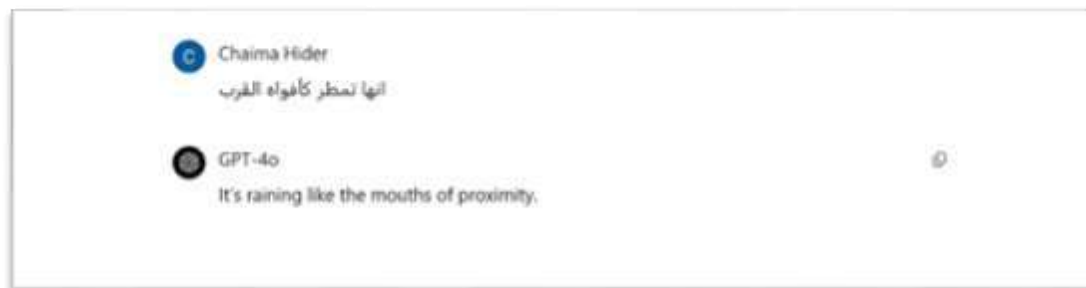 Chaima Hider
انها تمطر كأفواه القرب
GPT-4o
It's raining like the mouths of proximity.